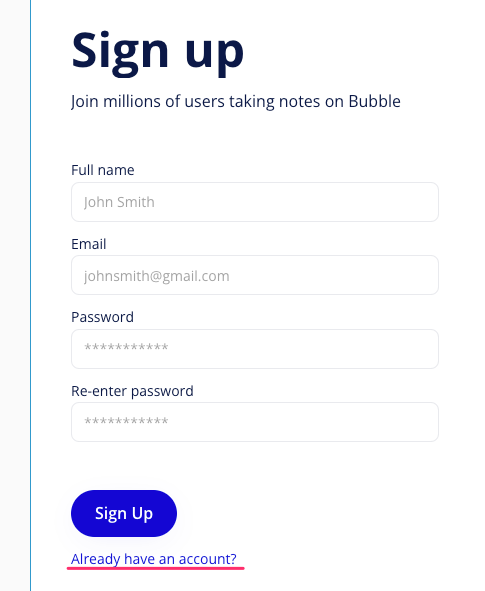 Sign up
Join millions of users taking notes on Bubble
Full name
John Smith
Email
johnsmith@gmail.com
Password
***********
Re-enter password
***********
Sign Up
Already have an account?